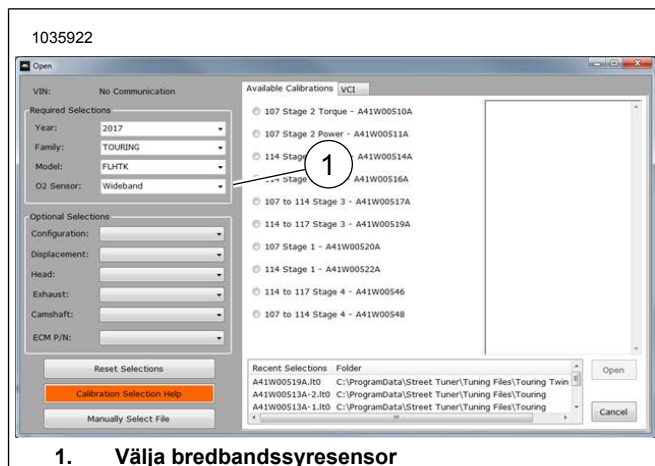 1035922
Open
VIN: No Communication
Required Selections
Year: 2017
Family: TOURING
Model: FLHTK
O2 Sensor: Wideband
Optional Selections
Configuration:
Displacement:
Head:
Exhaust:
Camshaft:
ECM P/N:
Reset Selections
Calibration Selection Help
Manually Select File
Available Calibrations VCI
107 Stage 2 Torque - A41W00510A
107 Stage 2 Power - A41W00511A
114 Stage A41W00514A
114 Stage A41W00516A
107 to 114 Stage 3 - A41W00517A
114 to 117 Stage 3 - A41W00519A
107 Stage 1 - A41W00520A
114 Stage 1 - A41W00522A
114 to 117 Stage 4 - A41W00546
107 to 114 Stage 4 - A41W00548
1
Recent Selections Folder
A41W00519A.lt0 C:\ProgramData\Street Tuner\Tuning Files\Touring Twin
A41W00513A-2.lt0 C:\ProgramData\Street Tuner\Tuning Files\Touring
A41W00513A-1.lt0 C:\ProgramData\Street Tuner\Tuning Files\Touring
Open
Cancel
1. Välja bredbandssyresensor